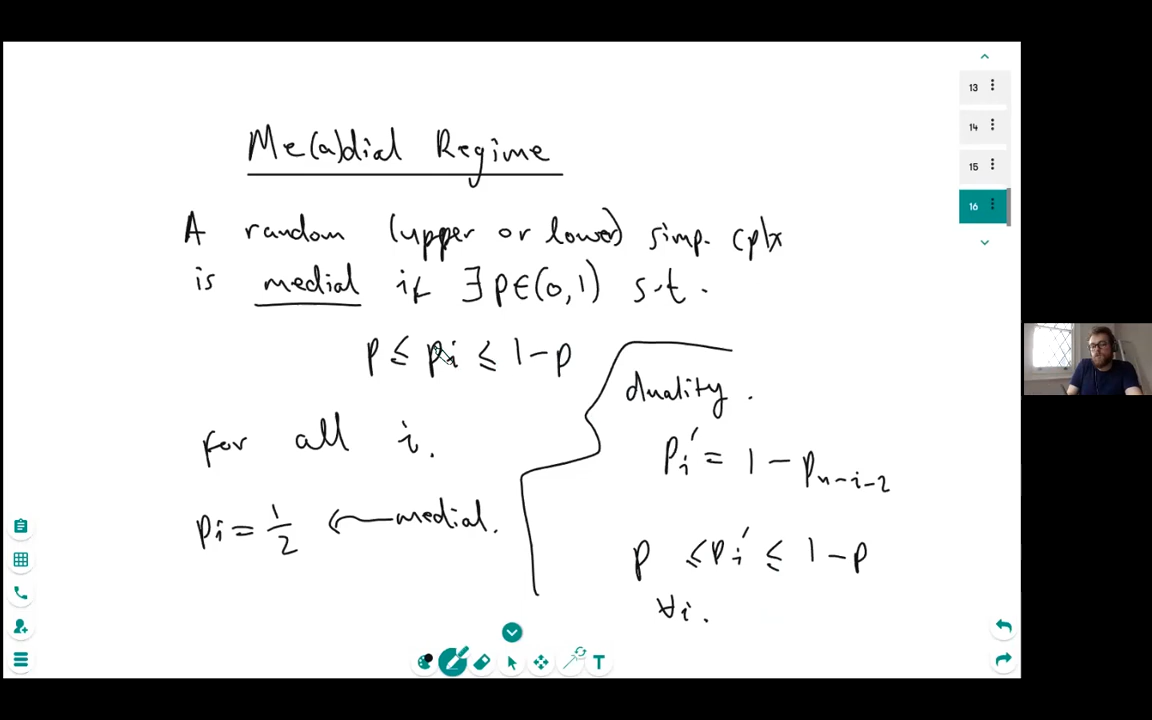 Me(a)dial Regime
A random (upper or lower) simp. cplx
is medial if ∃ p∈(0,1) s.t.
p ≤ pi ≤ 1-p
for all i.
pi = 1/2 ← medial.
duality.
pi' = 1 - pn-i-2
p ≤ pi' ≤ 1-p
∀i.
13
14
15
16
T